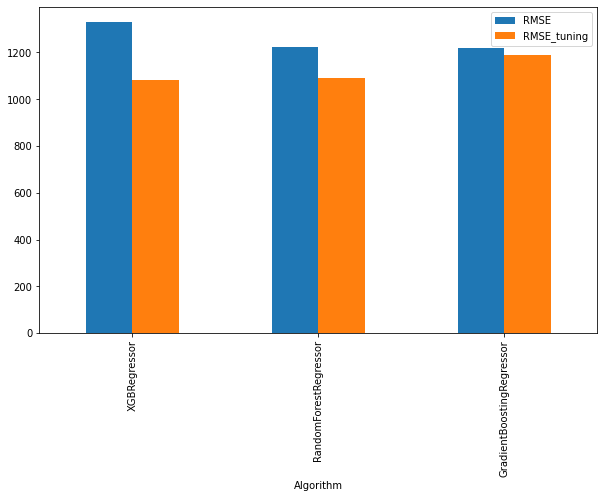 RMSE
RMSE_tuning
1200
1000
800
600
400
200
0
XGBRegressor
RandomForestRegressor
GradientBoostingRegressor
Algorithm